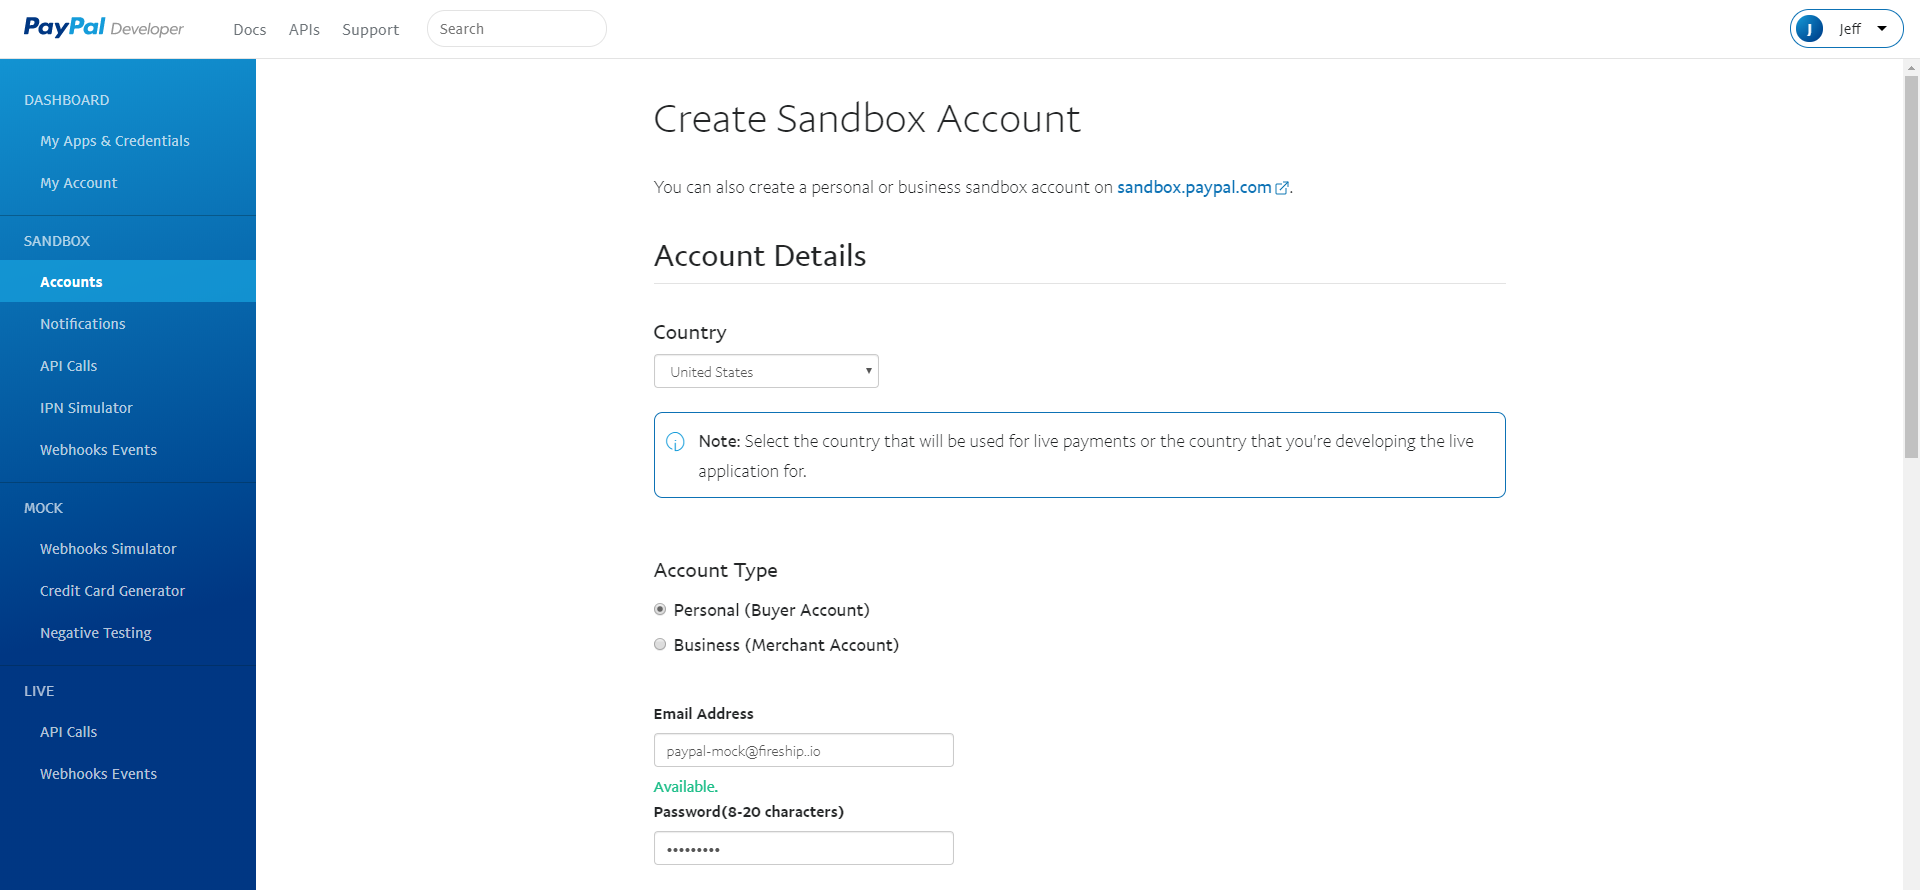 PayPal Developer
Docs APIs Support Search
J Jeff
DASHBOARD
My Apps & Credentials
My Account
SANDBOX
Accounts
Notifications
API Calls
IPN Simulator
Webhooks Events
MOCK
Webhooks Simulator
Credit Card Generator
Negative Testing
LIVE
API Calls
Webhooks Events
Create Sandbox Account
You can also create a personal or business sandbox account on sandbox.paypal.com.
Account Details
Country
United States
Note: Select the country that will be used for live payments or the country that you're developing the live
application for.
Account Type
Personal (Buyer Account)
Business (Merchant Account)
Email Address
paypal-mock@fireship..io
Available.
Password(8-20 characters)
•••••••••